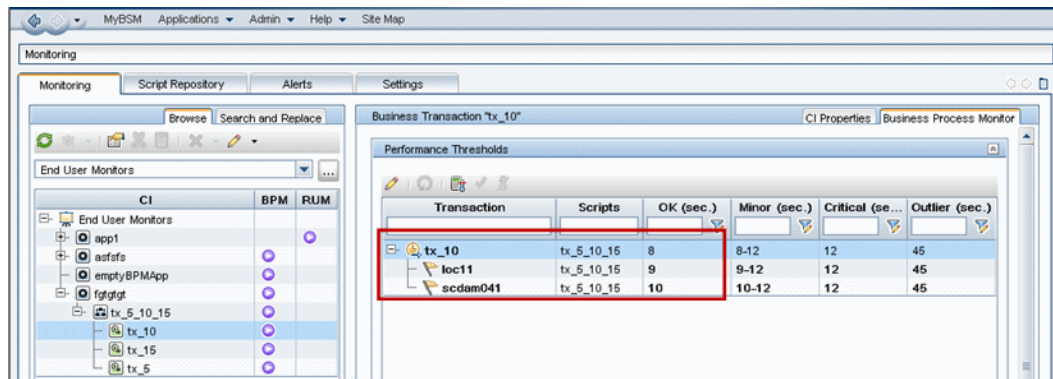 MyBSM Applications Admin Help Site Map
Monitoring
Monitoring Script Repository Alerts Settings
Browse Search and Replace
End User Monitors
...
CI BPM RUM
End User Monitors
app1
asfsfs
emptyBPMApp
fgtgtgt
tx_5_10_15
tx_10
tx_15
tx_5
Business Transaction "tx_10" CI Properties Business Process Monitor
Performance Thresholds
Transaction Scripts OK (sec.) Minor (sec.) Critical (se... Outlier (sec.)
tx_10 tx_5_10_15 8 8-12 12 45
loc11 tx_5_10_15 9 9-12 12 45
scdam041 tx_5_10_15 10 10-12 12 45